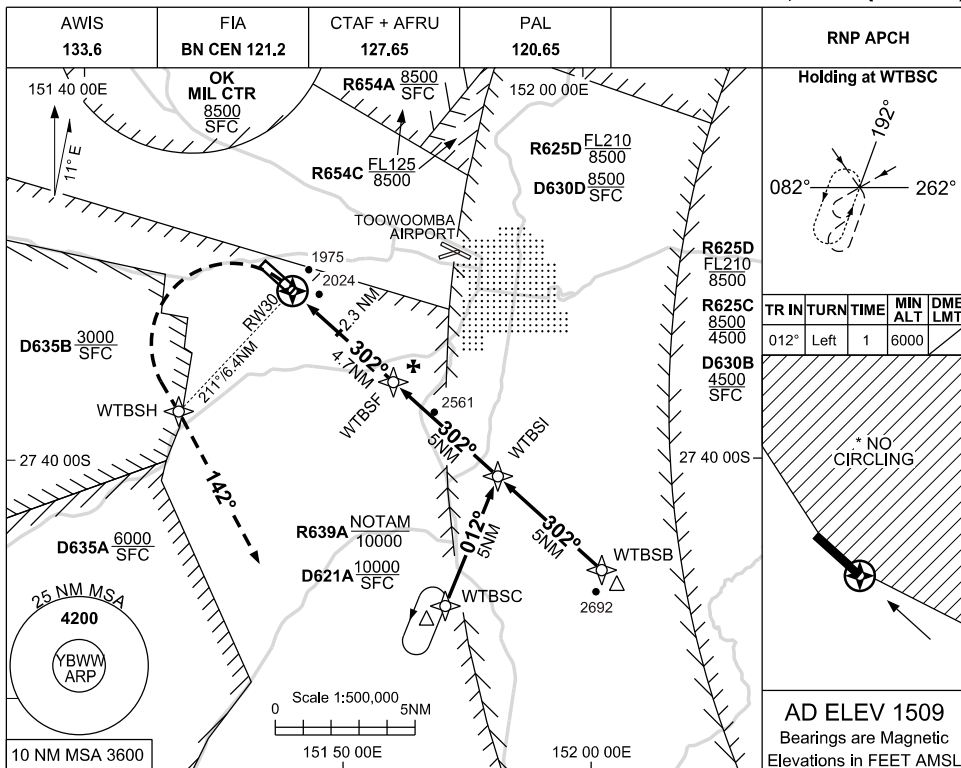 AWIS
133.6
FIA
BN CEN 121.2
CTAF + AFRU
127.65
PAL
120.65
RNP APCH
151 40 00E
OK
MIL CTR
8500
SFC
R654A 8500
SFC
152 00 00E
11° E
R654C FL125
8500
R625D FL210
8500
D630D 8500
SFC
TOOWOOMBA
AIRPORT
1975
2024
RW30
2.3 NM
302°
4.7NM
D635B 3000
SFC
211°/6.4NM
WTBSH
WTBSF
2561
302°
5NM
WTBSI
R625D
FL210
8500
R625C
8500
4500
D630B
4500
SFC
27 40 00S
27 40 00S
142°
R639A NOTAM
10000
D621A 10000
SFC
012°
5NM
302°
5NM
WTBSB
2692
WTBSC
D635A 6000
SFC
25 NM MSA
4200
YBWW
ARP
Scale 1:500,000
0 5NM
10 NM MSA 3600
151 50 00E
152 00 00E
Holding at WTBSC
192°
082°
262°
TR IN TURN TIME MIN ALT DME LMT
012° Left 1 6000
* NO
CIRCLING
AD ELEV 1509
Bearings are Magnetic
Elevations in FEET AMSL